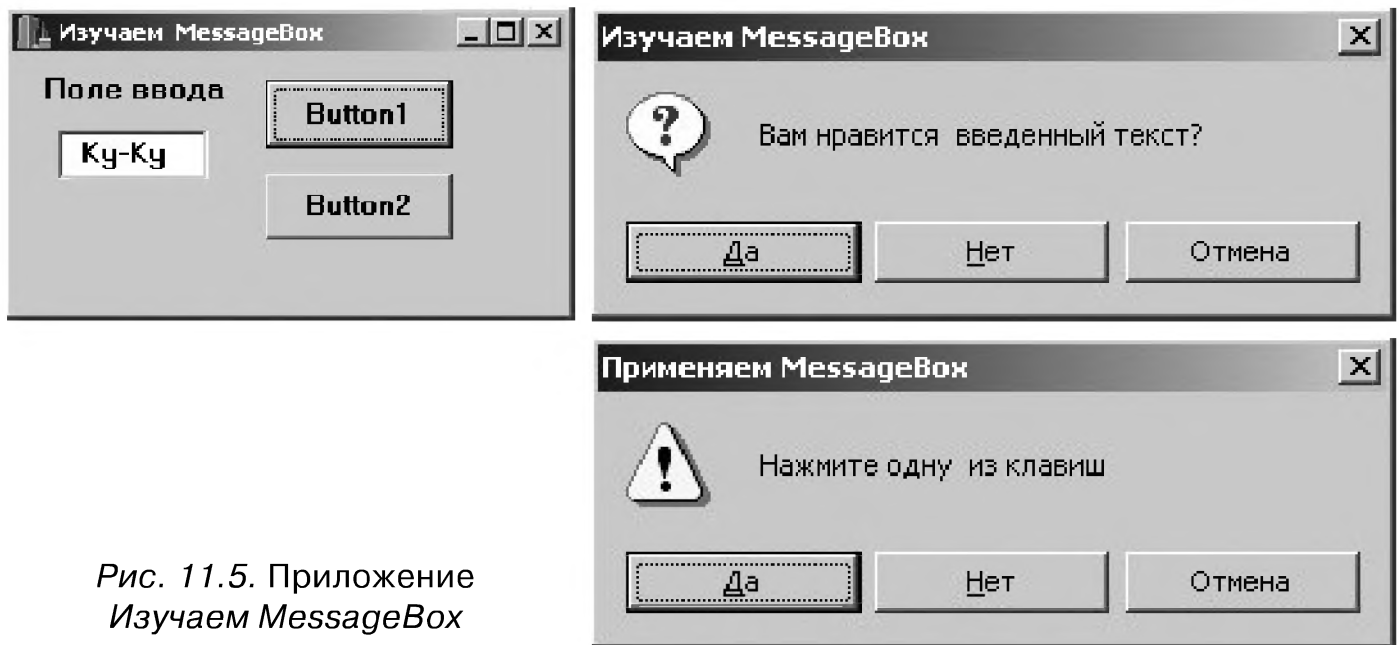 Изучаем MessageBox
Поле ввода
Ку-Ку
Button1
Button2
Изучаем MessageBox
Вам нравится введенный текст?
Да
Нет
Отмена
Применяем MessageBox
Нажмите одну из клавиш
Да
Нет
Отмена
Рис. 11.5. Приложение
Изучаем MessageBox